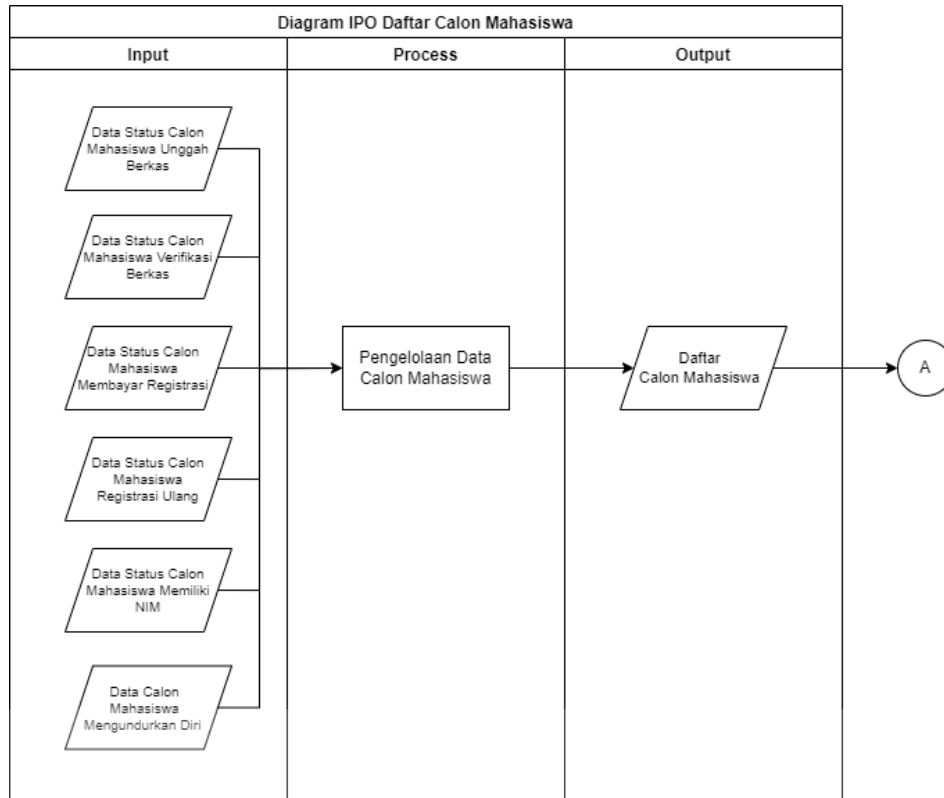 Diagram IPO Daftar Calon Mahasiswa
Input
Process
Output
Data Status Calon
Mahasiswa Unggah
Berkas
Data Status Calon
Mahasiswa Verifikasi
Berkas
Data Status Calon
Mahasiswa
Membayar Registrasi
Data Status Calon
Mahasiswa
Registrasi Ulang
Data Status Calon
Mahasiswa Memiliki
NIM
Data Calon
Mahasiswa
Mengundurkan Diri
Pengelolaan Data
Calon Mahasiswa
Daftar
Calon Mahasiswa
A